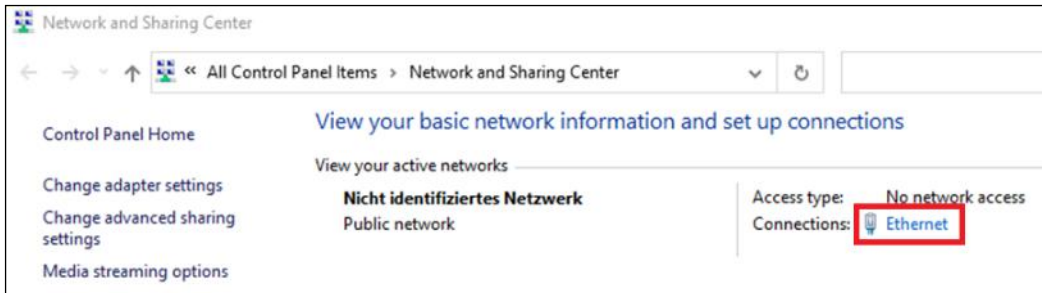 Network and Sharing Center
« All Control Panel Items > Network and Sharing Center
Control Panel Home
Change adapter settings
Change advanced sharing
settings
Media streaming options
View your basic network information and set up connections
View your active networks
Nicht identifiziertes Netzwerk
Public network
Access type: No network access
Connections: Ethernet